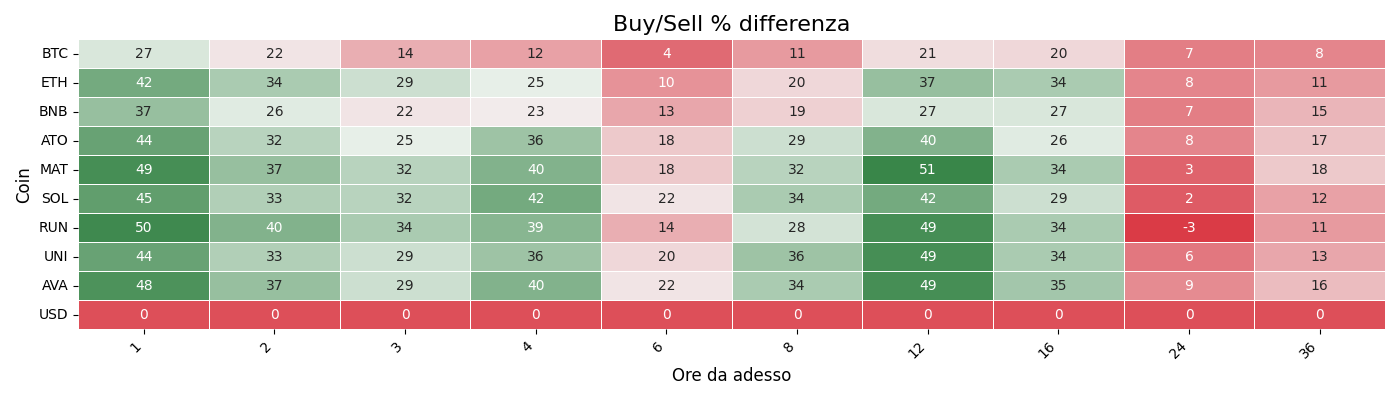 Buy/Sell % differenza
Coin
BTC 27 22 14 12 4 11 21 20 7 8
ETH 42 34 29 25 10 20 37 34 8 11
BNB 37 26 22 23 13 19 27 27 7 15
ATO 44 32 25 36 18 29 40 26 8 17
MAT 49 37 32 40 18 32 51 34 3 18
SOL 45 33 32 42 22 34 42 29 2 12
RUN 50 40 34 39 14 28 49 34 -3 11
UNI 44 33 29 36 20 36 49 34 6 13
AVA 48 37 29 40 22 34 49 35 9 16
USD 0 0 0 0 0 0 0 0 0 0
1 2 3 4 6 8 12 16 24 36
Ore da adesso